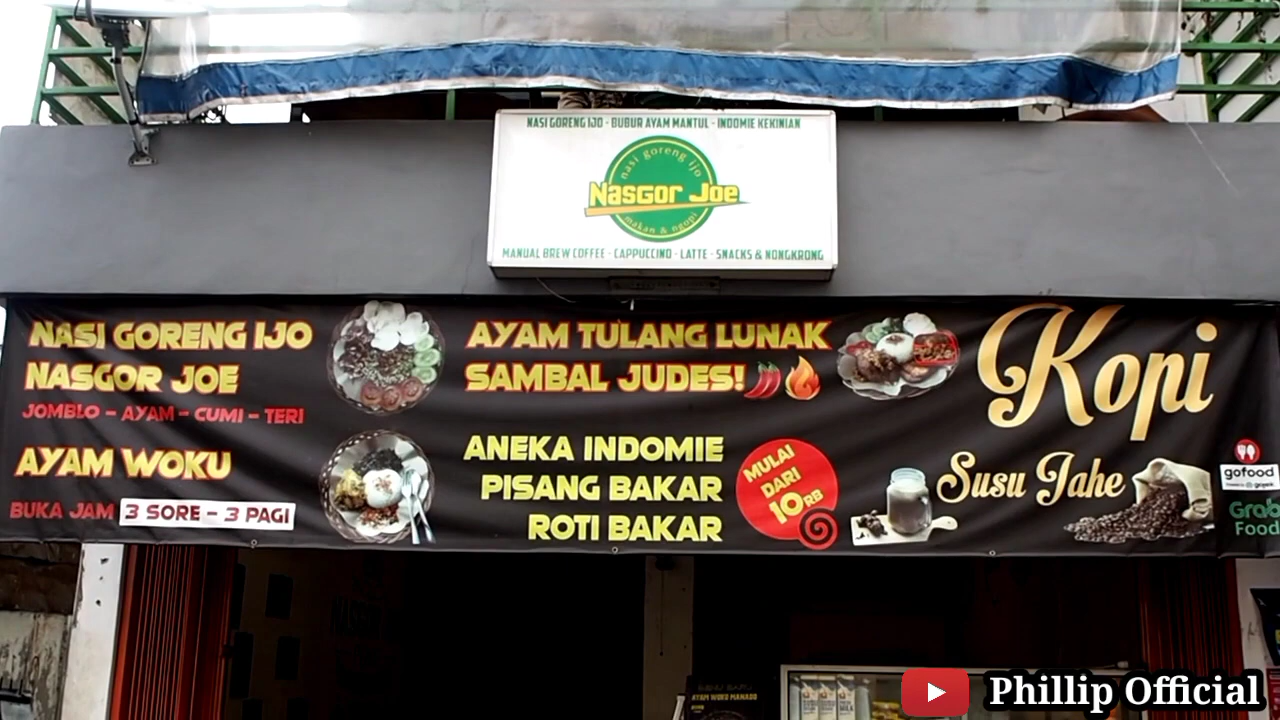 NASI GORENG IJO - BUBUR AYAM MANTUL - INDOMIE KEKINIAN
nasi goreng ijo
NASGOR JOE
makan & ngopi
MANUAL BREW COFFEE - CAPPUCCINO - LATTE - SNACKS & NONGKRONG
NASI GORENG IJO
NASGOR JOE
JOMBLO - AYAM - CUMI - TERI
AYAM WOKU
BUKA JAM 3 SORE - 3 PAGI
AYAM TULANG LUNAK
SAMBAL JUDES!
ANEKA INDOMIE
PISANG BAKAR
ROTI BAKAR
MULAI
DARI
10RB
Kopi
Susu Jahe
gofood
Grab
Food
AYAM WOKU MANADO
Phillip Official